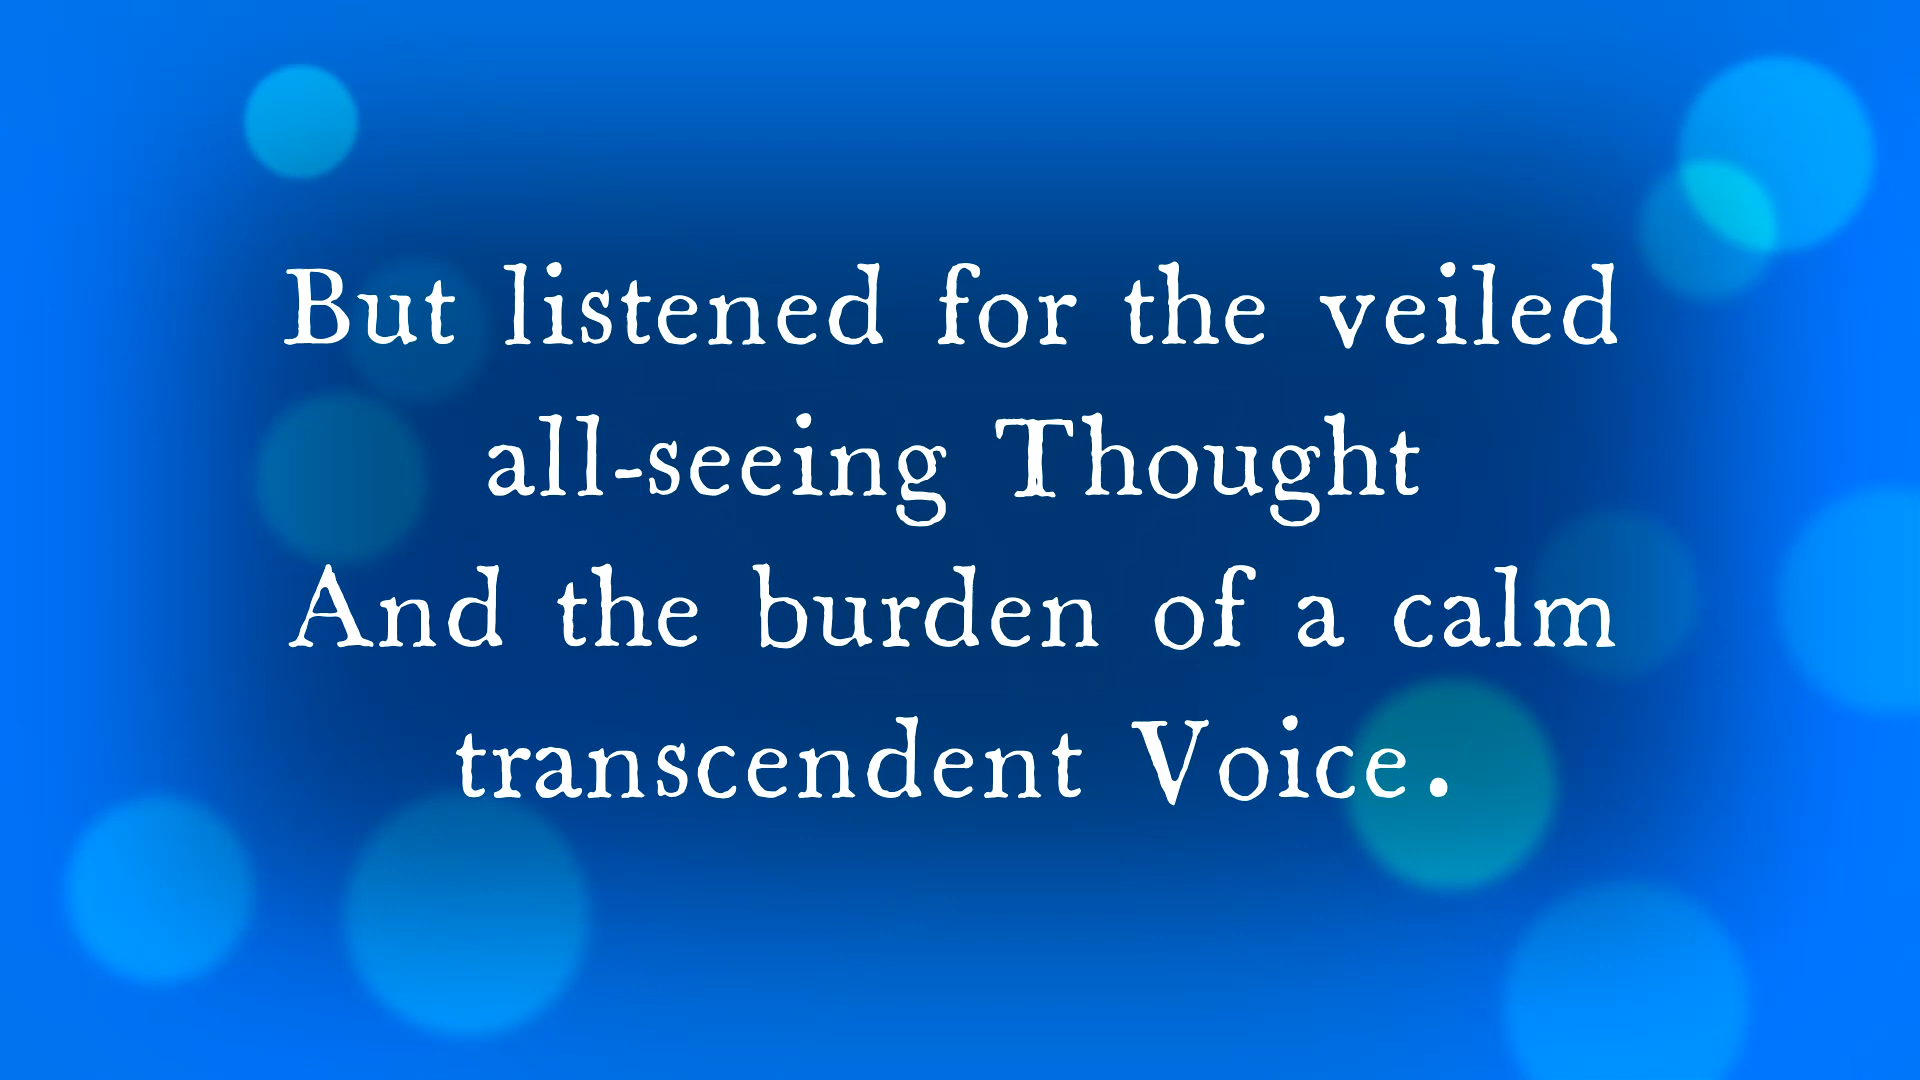 But listened for the veiled
all-seeing Thought
And the burden of a calm
transcendent Voice.